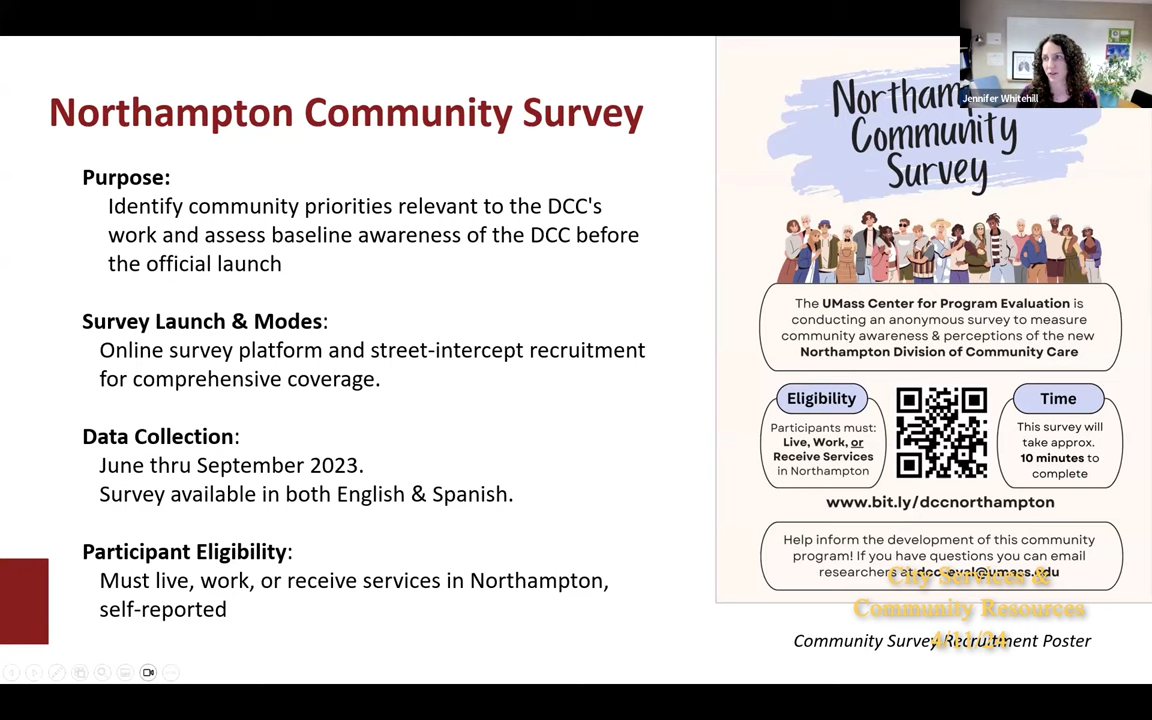 Northampton Community Survey
Purpose:
Identify community priorities relevant to the DCC's
work and assess baseline awareness of the DCC before
the official launch
Survey Launch & Modes:
Online survey platform and street-intercept recruitment
for comprehensive coverage.
Data Collection:
June thru September 2023.
Survey available in both English & Spanish.
Participant Eligibility:
Must live, work, or receive services in Northampton,
self-reported
Jennifer Whitehill
Community
Survey
The UMass Center for Program Evaluation is
conducting an anonymous survey to measure
community awareness & perceptions of the new
Northampton Division of Community Care
Eligibility
Participants must:
Live, Work, or
Receive Services
in Northampton
Time
This survey will
take approx.
10 minutes to
complete
www.bit.ly/dccnorthampton
Help inform the development of this community
program! If you have questions you can email
researchers at
City Services &
Community Resources
4/11/24
Community Survey Recruitment Poster